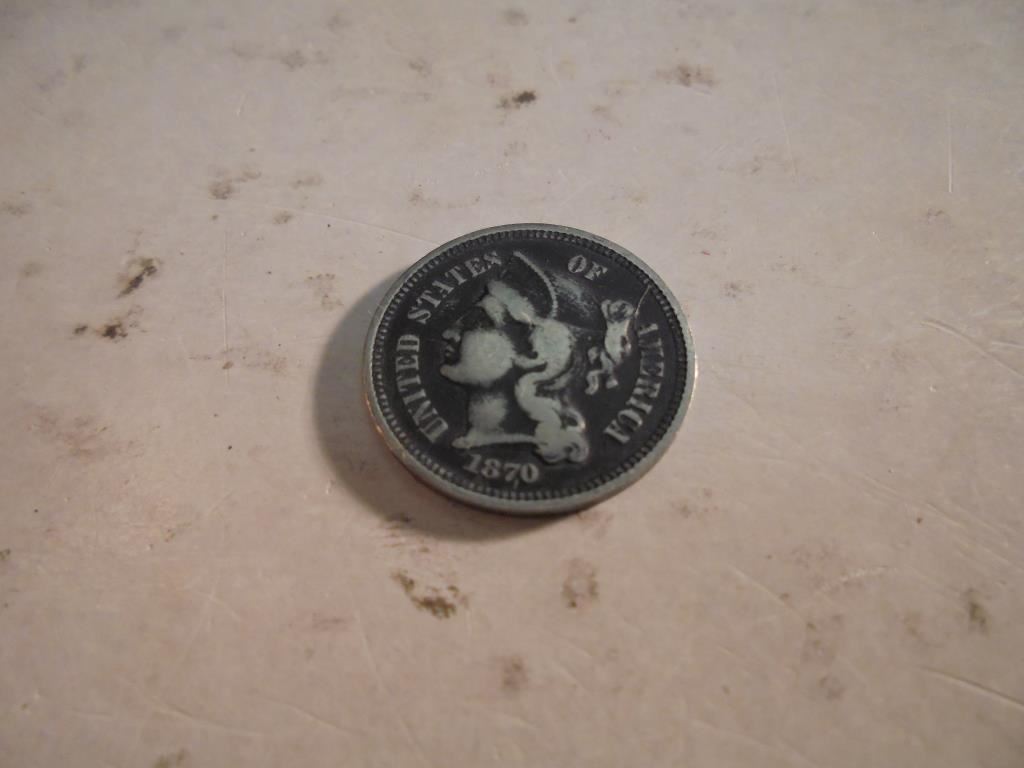 UNITED STATES OF AMERICA
1870